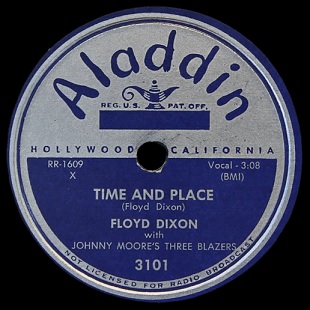 Aladdin
REG. U.S. PAT. OFF.
HOLLYWOOD CALIFORNIA
RR-1609
X
Vocal - 3:08
(BMI)
TIME AND PLACE
(Floyd Dixon)
FLOYD DIXON
with
JOHNNY MOORE'S THREE BLAZERS
3101
NOT LICENSED FOR RADIO BROADCAST